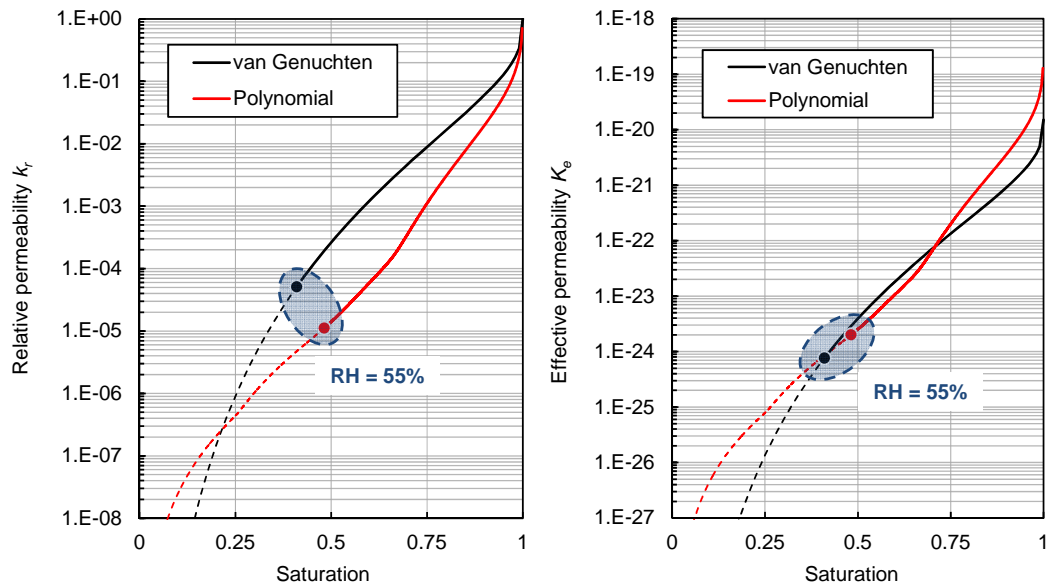 1.E+00
1.E-01
1.E-02
1.E-03
1.E-04
1.E-05
1.E-06
1.E-07
1.E-08
Relative permeability kr
van Genuchten
Polynomial
RH = 55%
0
0.25
0.5
0.75
1
Saturation
1.E-18
1.E-19
1.E-20
1.E-21
1.E-22
1.E-23
1.E-24
1.E-25
1.E-26
1.E-27
Effective permeability Ke
van Genuchten
Polynomial
RH = 55%
0
0.25
0.5
0.75
1
Saturation